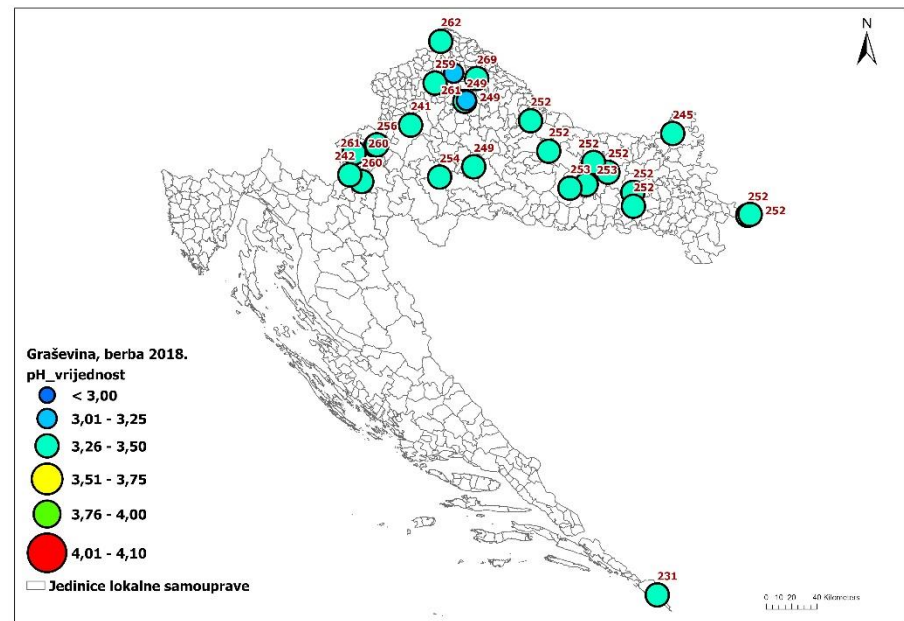 262
N
259
269
249
261
249
241
252
245
256
252
261
260
252
252
242
260
254
249
253
253
252
252
252
252
Graševina, berba 2018.
pH_vrijednost
< 3,00
3,01 - 3,25
3,26 - 3,50
3,51 - 3,75
3,76 - 4,00
4,01 - 4,10
Jedinice lokalne samouprave
231
0 10 20 40 Kilometers